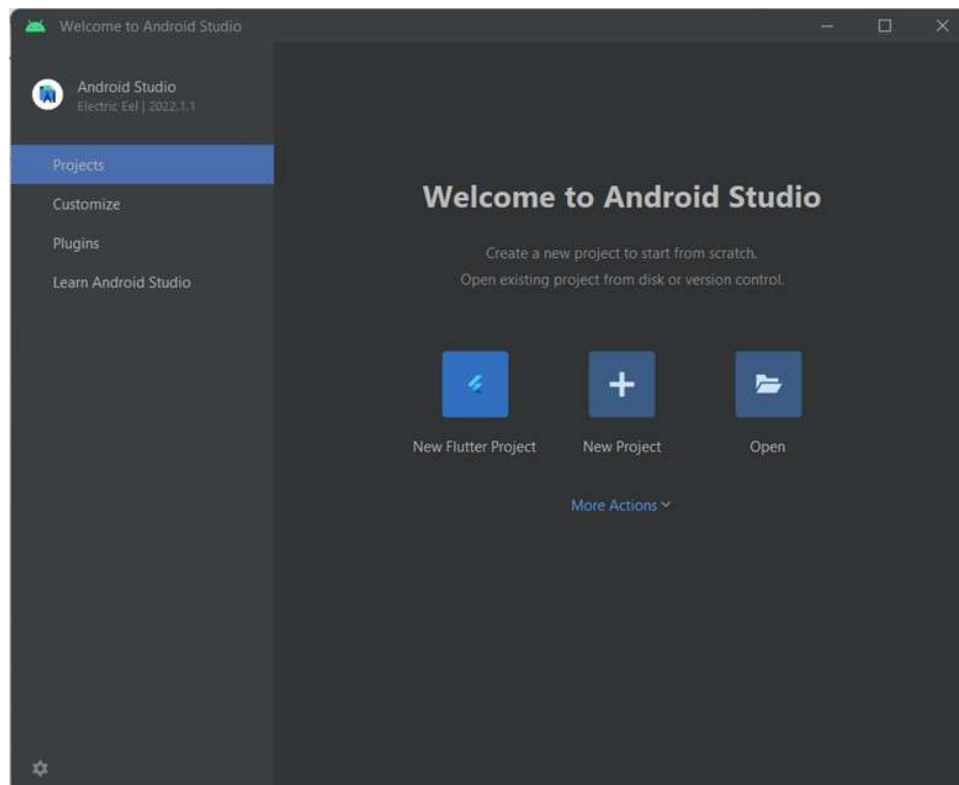 Welcome to Android Studio
Android Studio
Electric Eel | 2022.1.1
Projects
Customize
Plugins
Learn Android Studio
Welcome to Android Studio
Create a new project to start from scratch.
Open existing project from disk or version control.
New Flutter Project
New Project
Open
More Actions